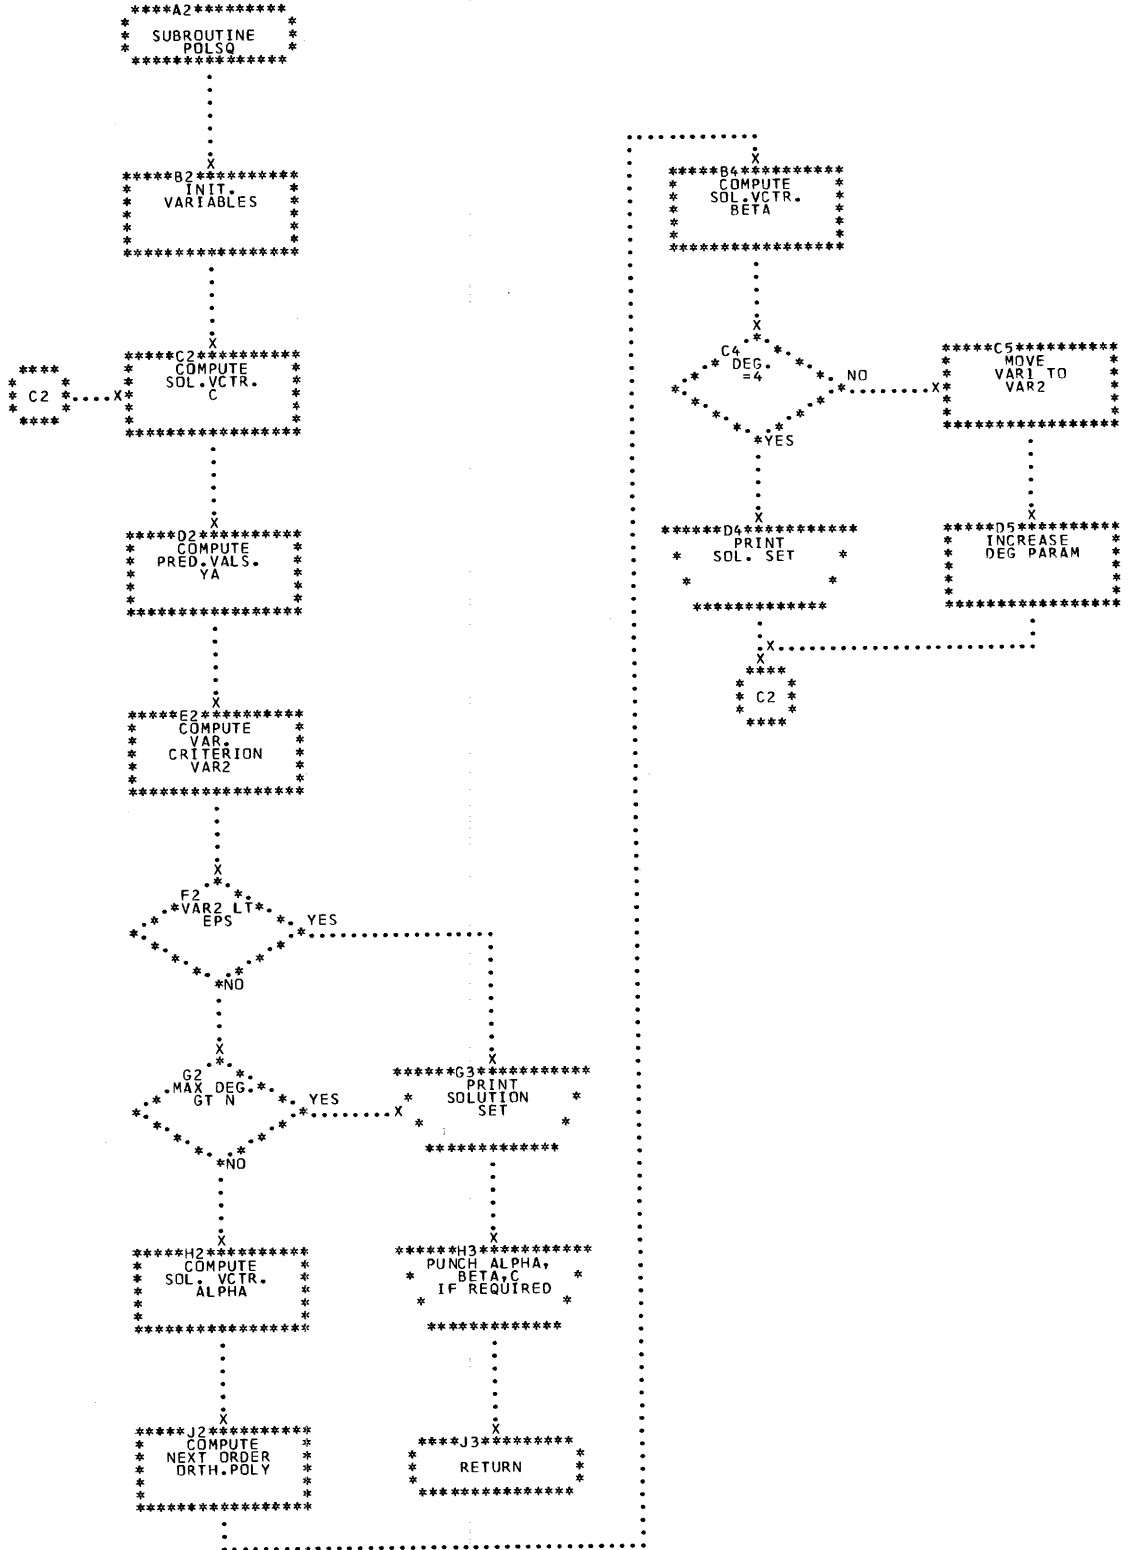 A2
SUBROUTINE
POLSQ
B2
INIT.
VARIABLES
C2
COMPUTE
SOL.VCTR.
C
C2
D2
COMPUTE
PRED.VALS.
YA
E2
COMPUTE
VAR.
CRITERION
VAR2
F2
VAR2 LT
EPS
YES
NO
G2
MAX DEG.
GT N
YES
NO
G3
PRINT
SOLUTION
SET
H2
COMPUTE
SOL. VCTR.
ALPHA
H3
PUNCH ALPHA,
BETA,C
IF REQUIRED
J2
COMPUTE
NEXT ORDER
ORTH.POLY
J3
RETURN
B4
COMPUTE
SOL.VCTR.
BETA
C4
DEG.
=4
NO
YES
C5
MOVE
VAR1 TO
VAR2
D4
PRINT
SOL. SET
D5
INCREASE
DEG PARAM
C2